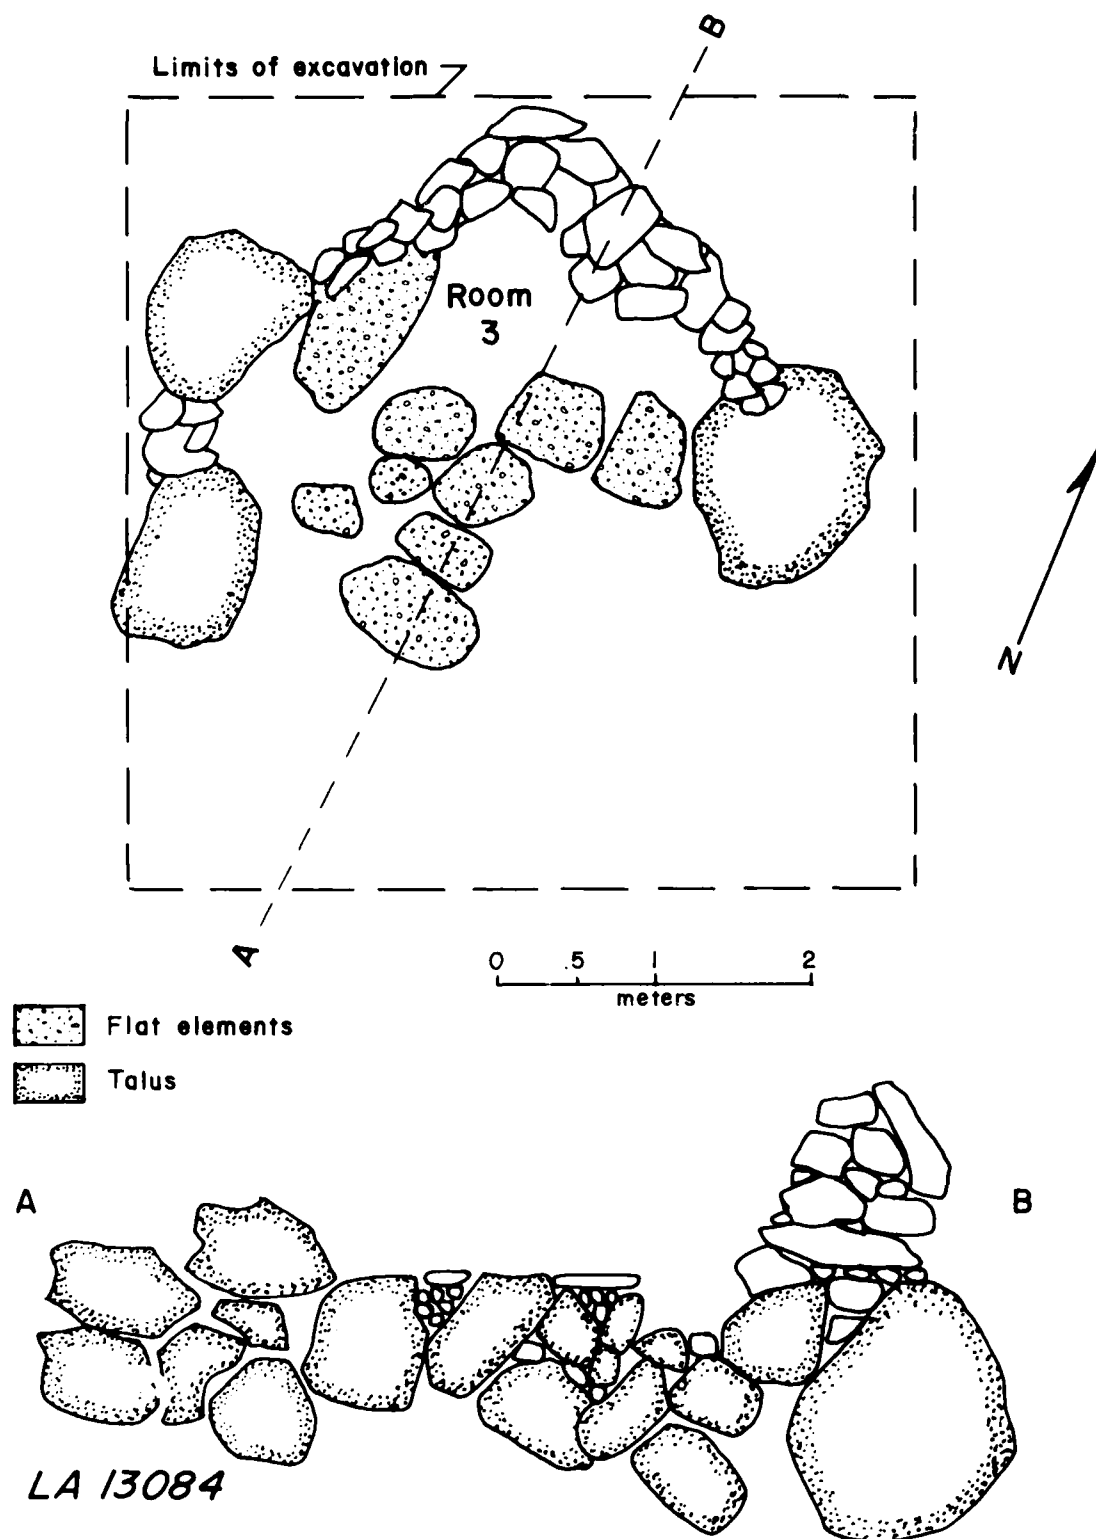 B
Limits of excavation
Room
3
N
A
0 .5 1 2
meters
Flat elements
Talus
A B
LA 13084